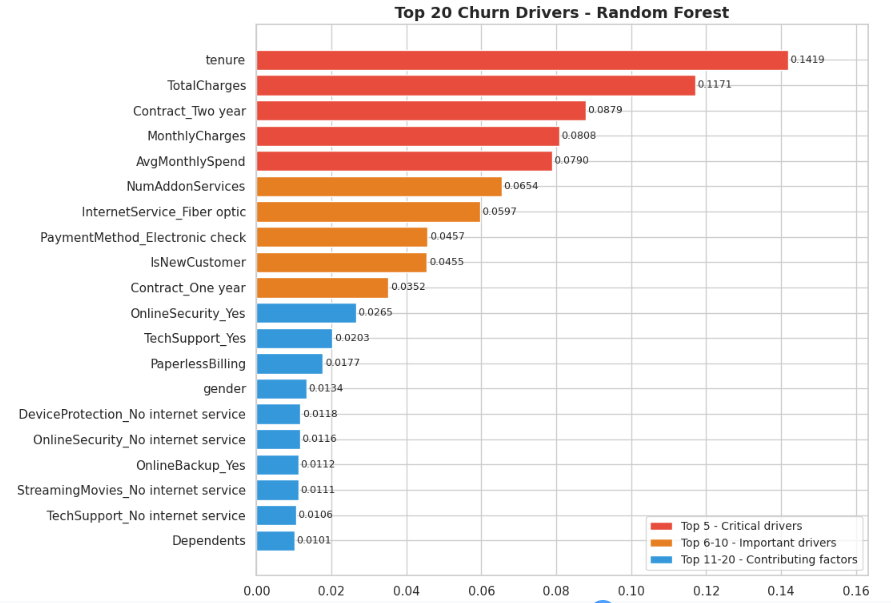 Top 20 Churn Drivers - Random Forest
tenure 0.1419
TotalCharges 0.1171
Contract_Two year 0.0879
MonthlyCharges 0.0808
AvgMonthlySpend 0.0790
NumAddonServices 0.0654
InternetService_Fiber optic 0.0597
PaymentMethod_Electronic check 0.0457
IsNewCustomer 0.0455
Contract_One year 0.0352
OnlineSecurity_Yes 0.0265
TechSupport_Yes 0.0203
PaperlessBilling 0.0177
gender 0.0134
DeviceProtection_No internet service 0.0118
OnlineSecurity_No internet service 0.0116
OnlineBackup_Yes 0.0112
StreamingMovies_No internet service 0.0111
TechSupport_No internet service 0.0106
Dependents 0.0101
Top 5 - Critical drivers
Top 6-10 - Important drivers
Top 11-20 - Contributing factors
0.00 0.02 0.04 0.06 0.08 0.10 0.12 0.14 0.16